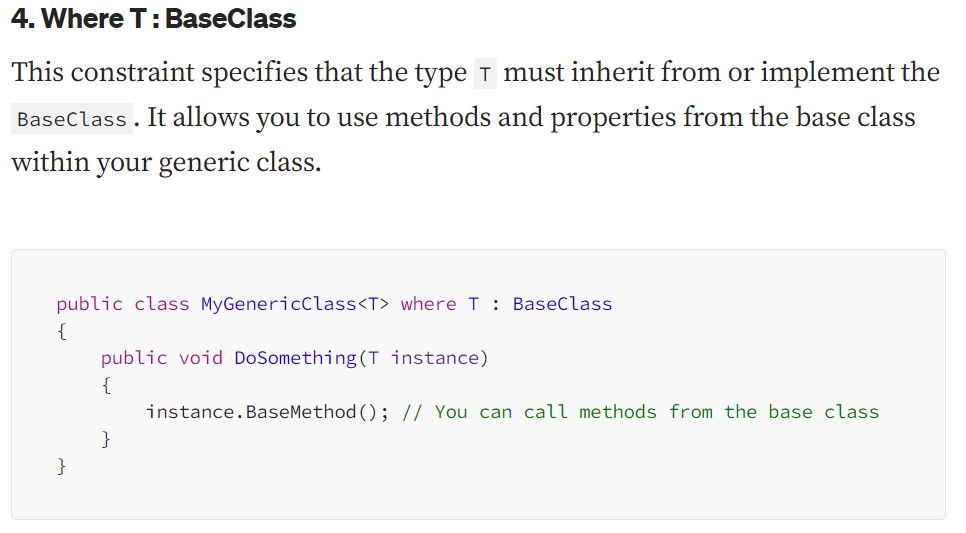 4. Where T : BaseClass
This constraint specifies that the type T must inherit from or implement the
BaseClass. It allows you to use methods and properties from the base class
within your generic class.
public class MyGenericClass<T> where T : BaseClass
{
    public void DoSomething(T instance)
    {
        instance.BaseMethod(); // You can call methods from the base class
    }
}